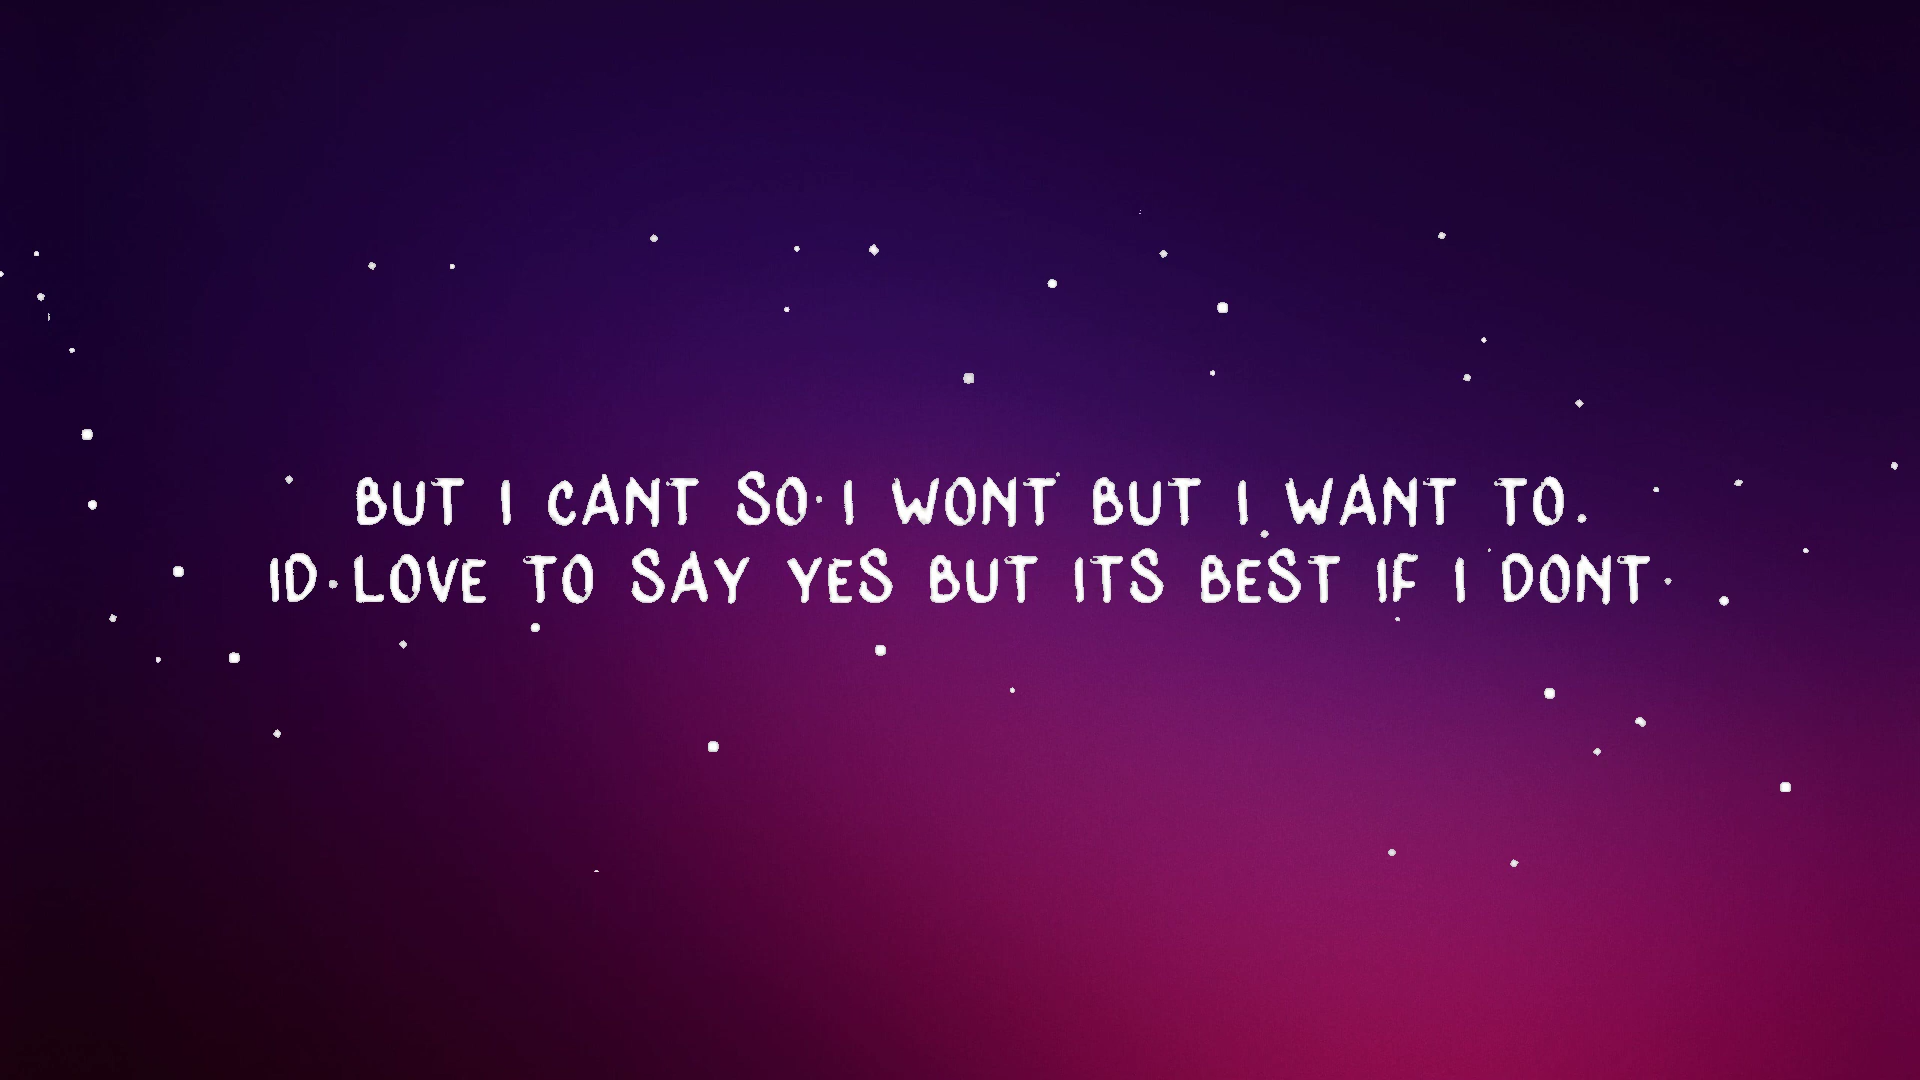 BUT I CANT SO I WONT BUT I WANT TO.
ID LOVE TO SAY YES BUT ITS BEST IF I DONT